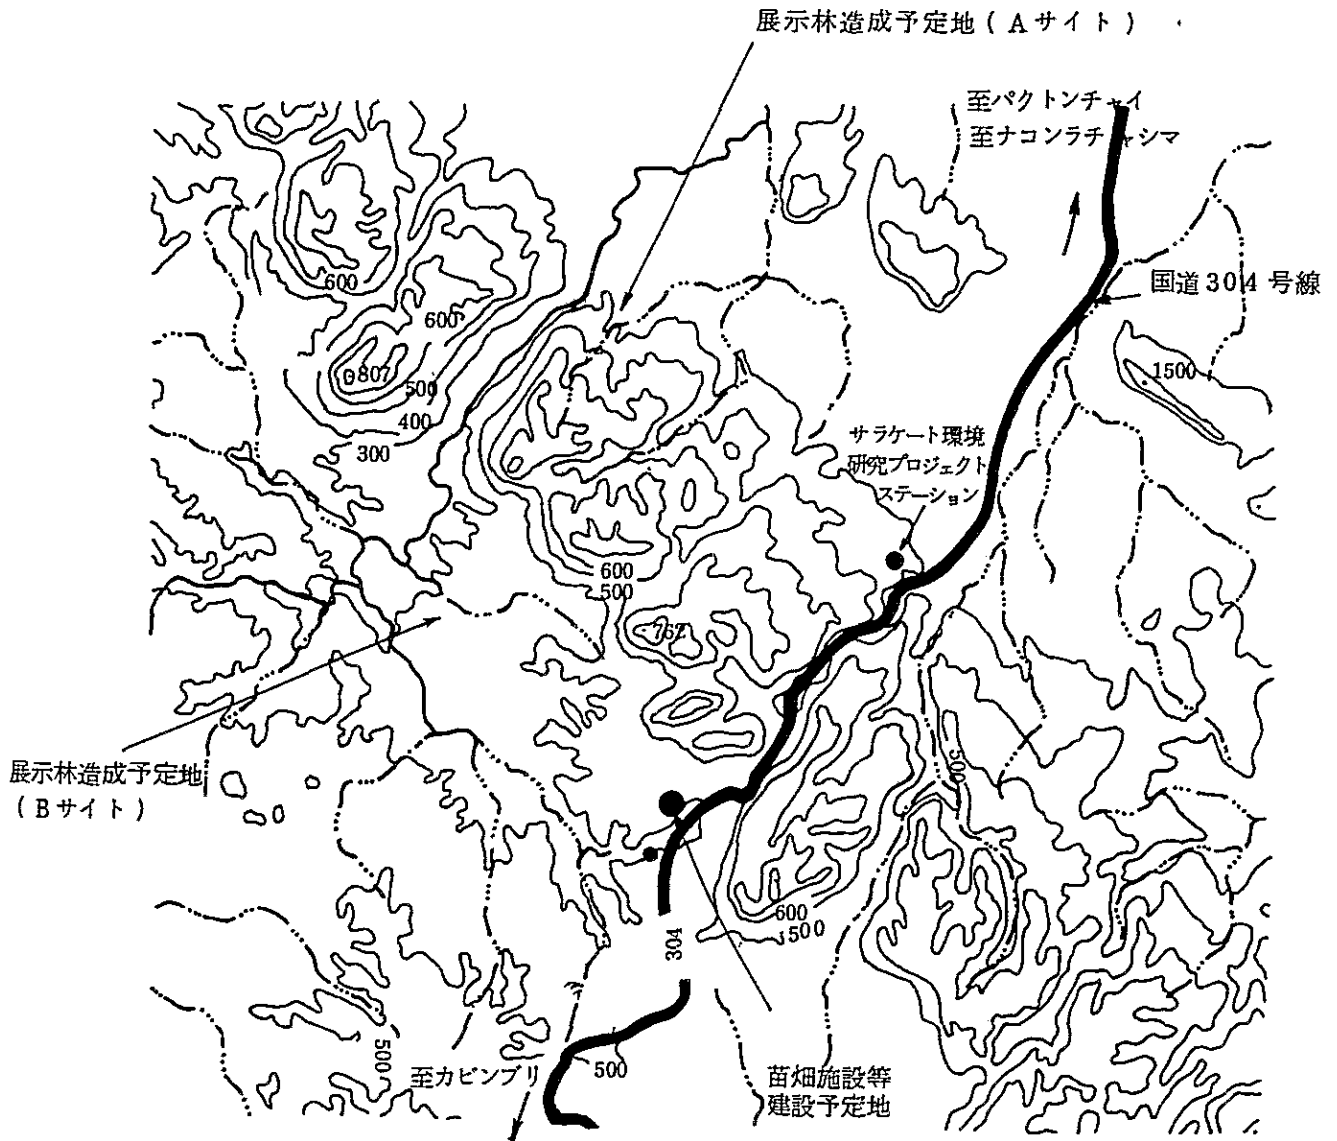 展示林造成予定地(Aサイト)
至パクトンチャイ
至ナコンラチャシマ
国道304号線
600
600
807
500
400
300
1500
サラケート環境
研究プロジェクト
ステーション
600
500
762
展示林造成予定地
(Bサイト)
500
600
500
304
500
至カビンブリ
500
苗畑施設等
建設予定地